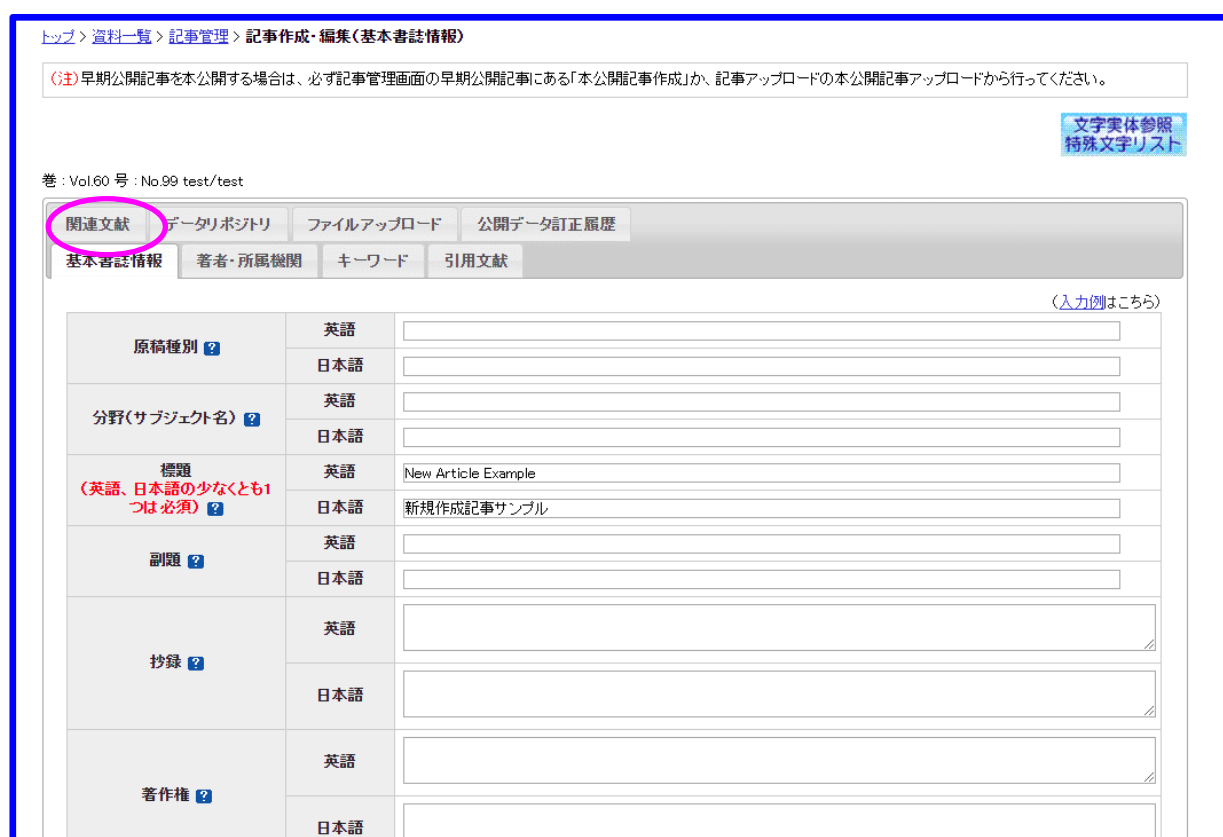 トップ > 資料一覧 > 記事管理 > 記事作成・編集(基本書誌情報)
(注)早期公開記事を本公開する場合は、必ず記事管理画面の早期公開記事にある「本公開記事作成」か、記事アップロードの本公開記事アップロードから行ってください。
文字実体参照
特殊文字リスト
巻 : Vol.60 号 : No.99 test/test
関連文献 データリポジトリ ファイルアップロード 公開データ訂正履歴
基本書誌情報 著者・所属機関 キーワード 引用文献
(入力例はこちら)
原稿種別 ?
英語
日本語
分野(サブジェクト名) ?
英語
日本語
標題
(英語、日本語の少なくとも1
つは必須) ?
英語 New Article Example
日本語 新規作成記事サンプル
副題 ?
英語
日本語
抄録 ?
英語
日本語
著作権 ?
英語
日本語